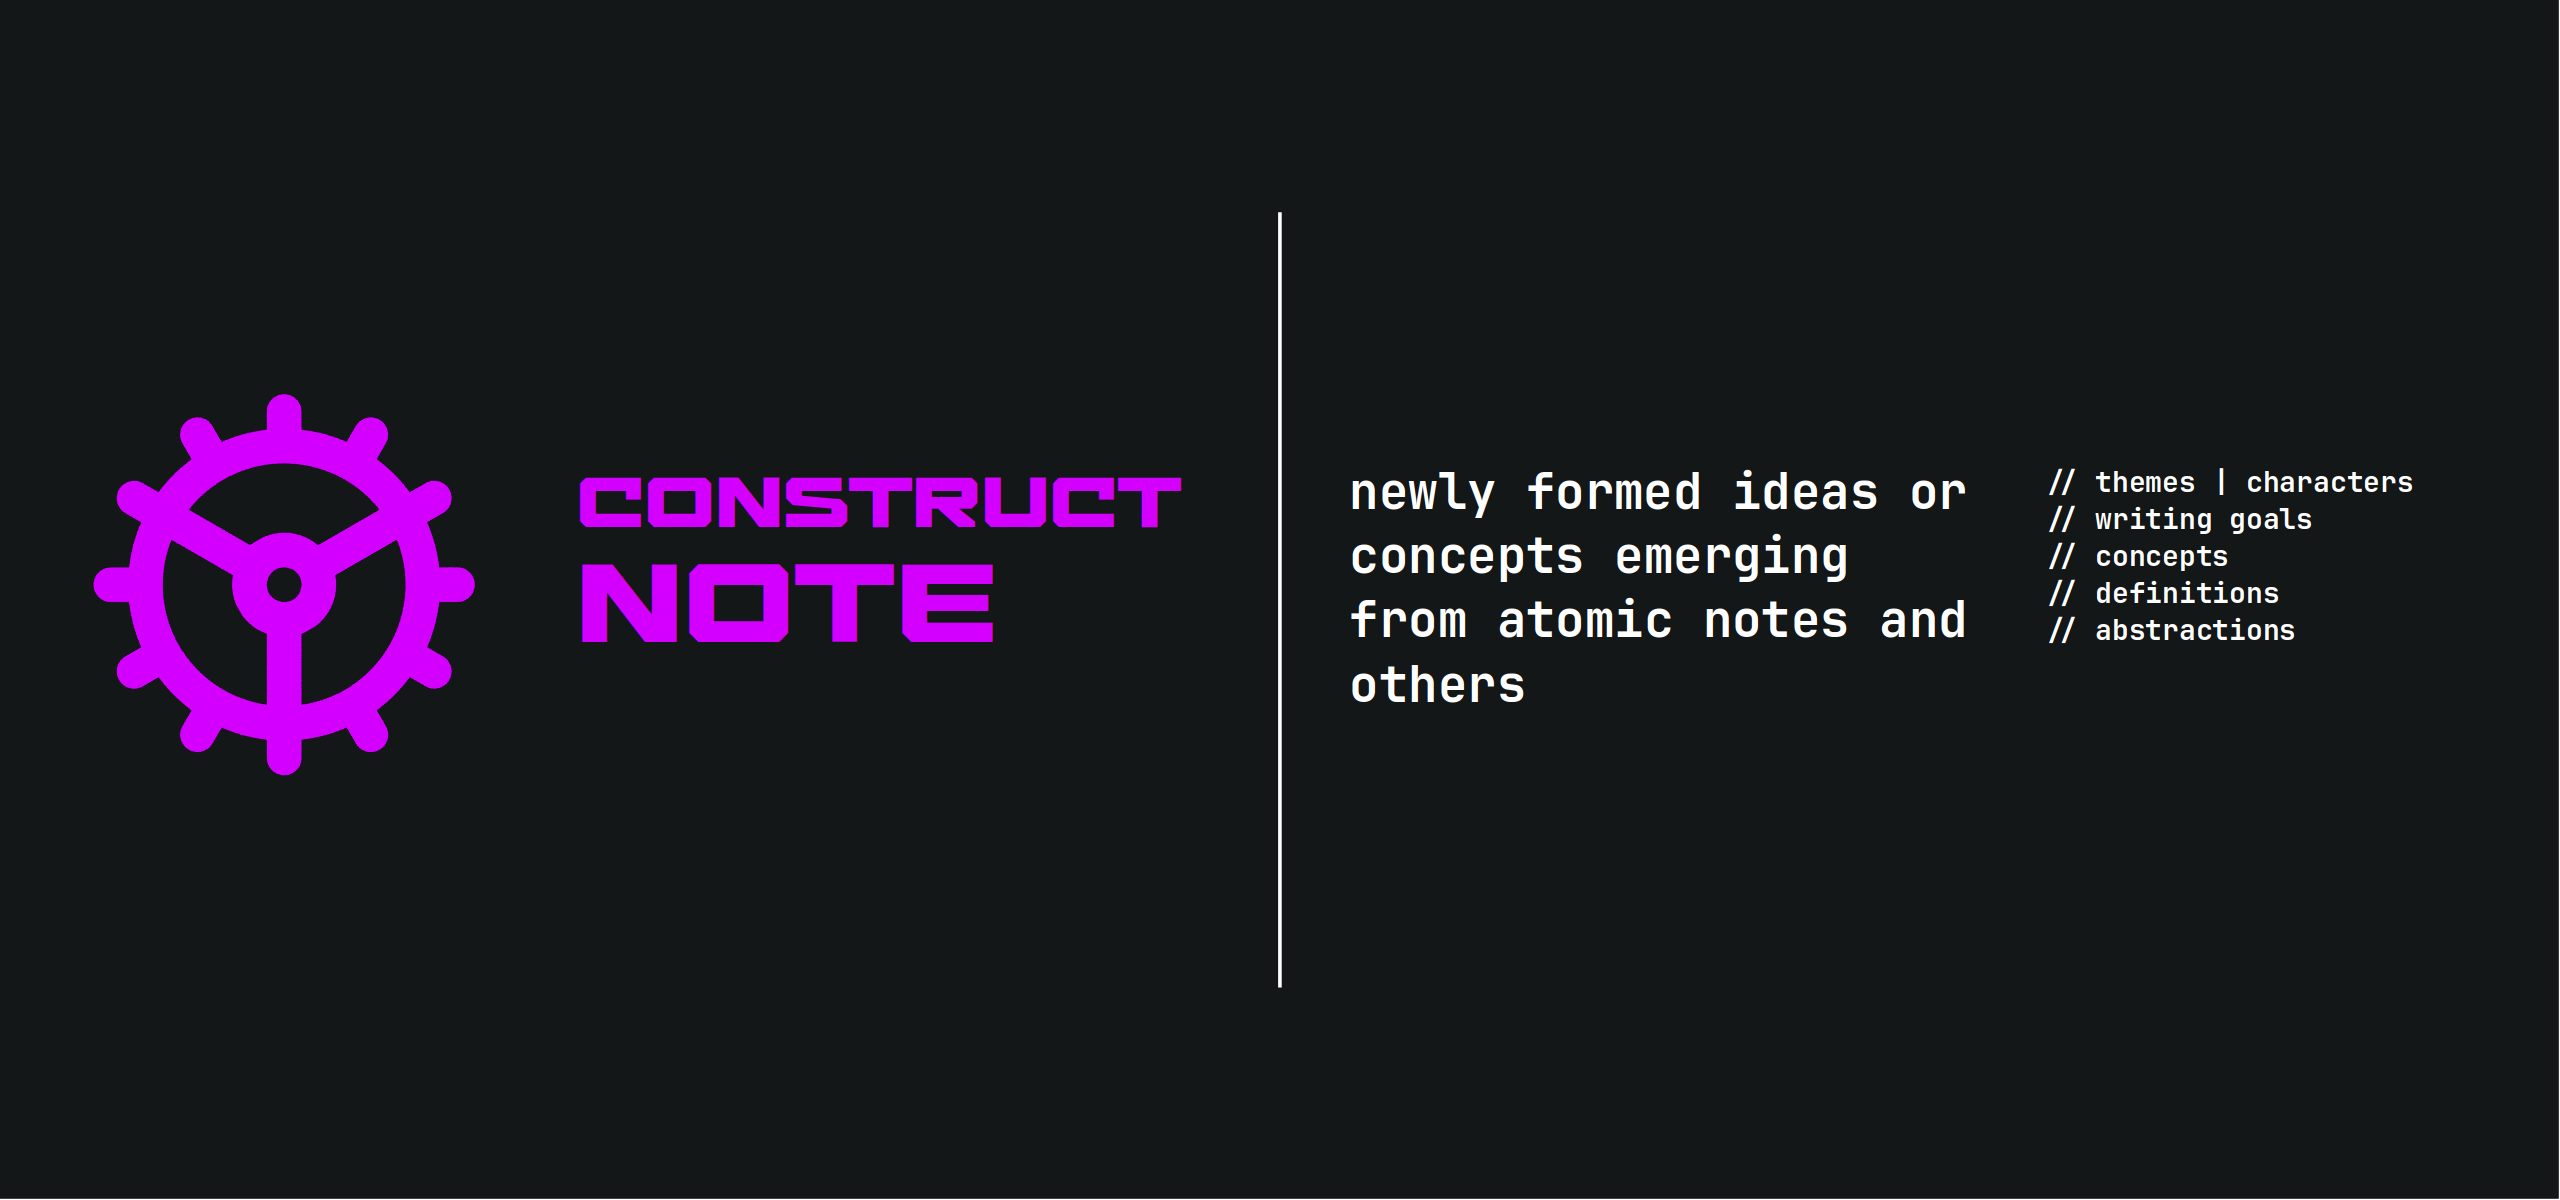 CONSTRUCT
NOTE
newly formed ideas or
concepts emerging
from atomic notes and
others
// themes | characters
// writing goals
// concepts
// definitions
// abstractions